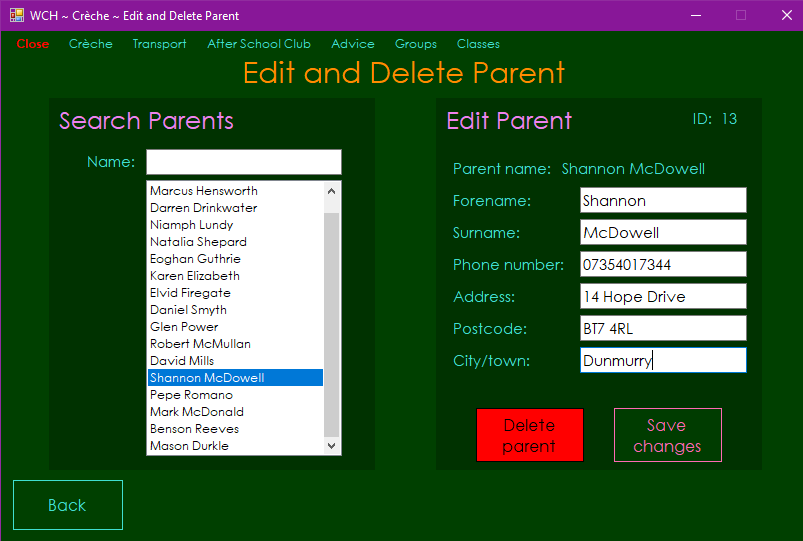 WCH ~ Crèche ~ Edit and Delete Parent
Close Crèche Transport After School Club Advice Groups Classes
Edit and Delete Parent
Search Parents
Name:
Marcus Hensworth
Darren Drinkwater
Niamph Lundy
Natalia Shepard
Eoghan Guthrie
Karen Elizabeth
Elvid Firegate
Daniel Smyth
Glen Power
Robert McMullan
David Mills
Shannon McDowell
Pepe Romano
Mark McDonald
Benson Reeves
Mason Durkle
Edit Parent ID: 13
Parent name: Shannon McDowell
Forename: Shannon
Surname: McDowell
Phone number: 07354017344
Address: 14 Hope Drive
Postcode: BT7 4RL
City/town: Dunmurry
Delete
parent
Save
changes
Back